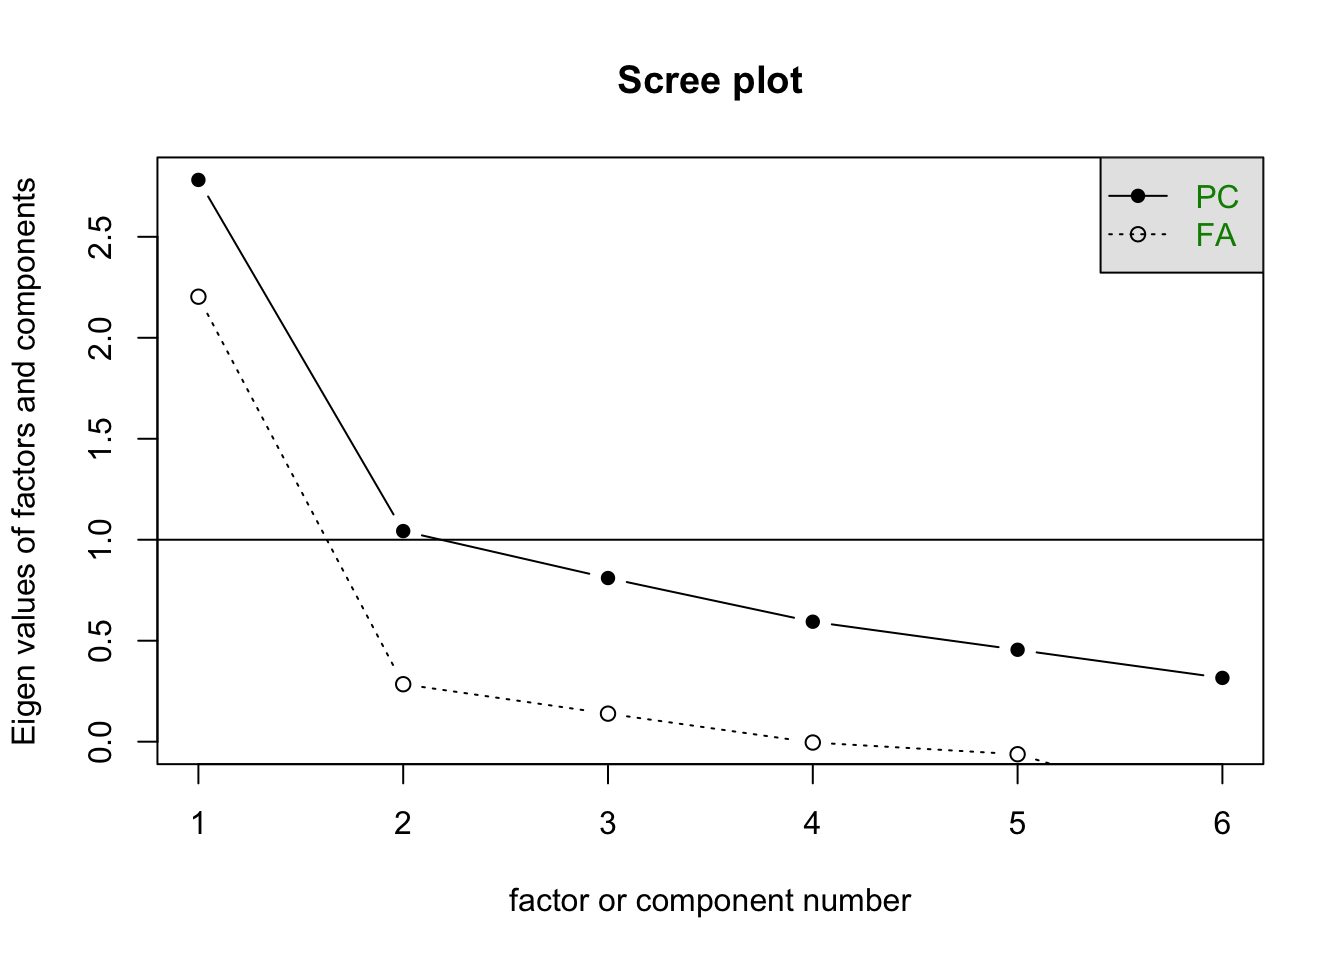 Scree plot
PC
FA
Eigen values of factors and components
2.5
2.0
1.5
1.0
0.5
0.0
1 2 3 4 5 6
factor or component number